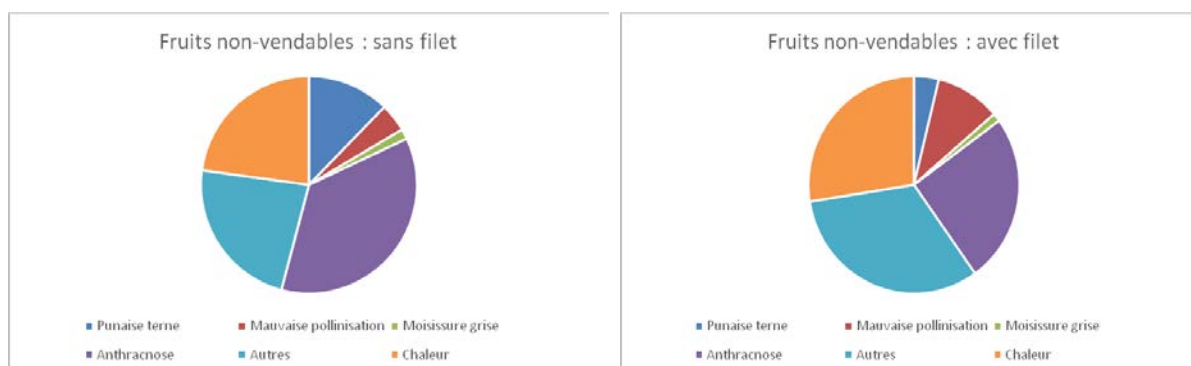 Fruits non-vendables : sans filet
Punaise terne
Mauvaise pollinisation
Moisissure grise
Anthracnose
Autres
Chaleur
Fruits non-vendables : avec filet
Punaise terne
Mauvaise pollinisation
Moisissure grise
Anthracnose
Autres
Chaleur